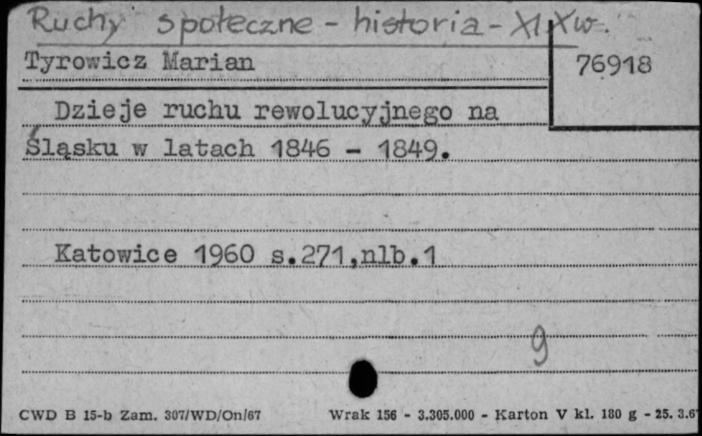 Ruchy społeczne - historia - XIX w.
Tyrowicz Marian
76918
Dzieje ruchu rewolucyjnego na
Śląsku w latach 1846 - 1849.
Katowice 1960 s.271,nlb.1
9
CWD B 15-b Zam. 307/WD/On/67 Wrak 156 - 3.305.000 - Karton V kl. 180 g - 25. 3.6